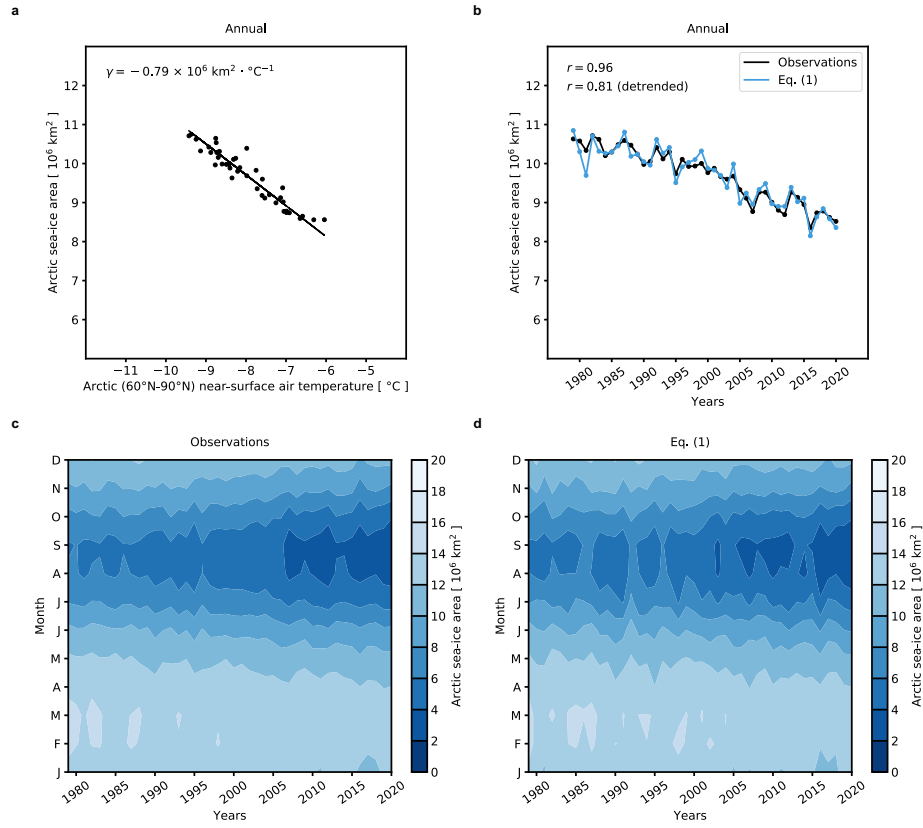 a
Annual
γ = −0.79 × 10⁶ km² · °C⁻¹
12
11
10
9
8
7
6
Arctic sea-ice area [ 10⁶ km² ]
−11 −10 −9 −8 −7 −6 −5
Arctic (60°N-90°N) near-surface air temperature [ °C ]
b
Annual
r = 0.96
r = 0.81 (detrended)
Observations
Eq. (1)
12
11
10
9
8
7
6
Arctic sea-ice area [ 10⁶ km² ]
1980 1985 1990 1995 2000 2005 2010 2015 2020
Years
c
Observations
D
N
O
S
A
J
J
M
A
M
F
J
Month
1980 1985 1990 1995 2000 2005 2010 2015 2020
Years
20
18
16
14
12
10
8
6
4
2
0
Arctic sea-ice area [ 10⁶ km² ]
d
Eq. (1)
D
N
O
S
A
J
J
M
A
M
F
J
Month
1980 1985 1990 1995 2000 2005 2010 2015 2020
Years
20
18
16
14
12
10
8
6
4
2
0
Arctic sea-ice area [ 10⁶ km² ]